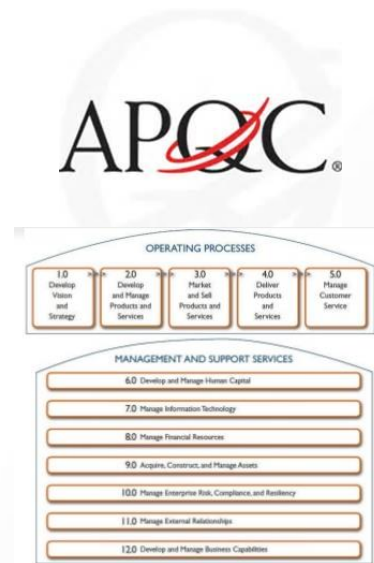 APQC®
OPERATING PROCESSES
1.0
Develop
Vision
and
Strategy
2.0
Develop
and Manage
Products and
Services
3.0
Market
and Sell
Products and
Services
4.0
Deliver
Products
and
Services
5.0
Manage
Customer
Service
MANAGEMENT AND SUPPORT SERVICES
6.0 Develop and Manage Human Capital
7.0 Manage Information Technology
8.0 Manage Financial Resources
9.0 Acquire, Construct, and Manage Assets
10.0 Manage Enterprise Risk, Compliance, and Resiliency
11.0 Manage External Relationships
12.0 Develop and Manage Business Capabilities